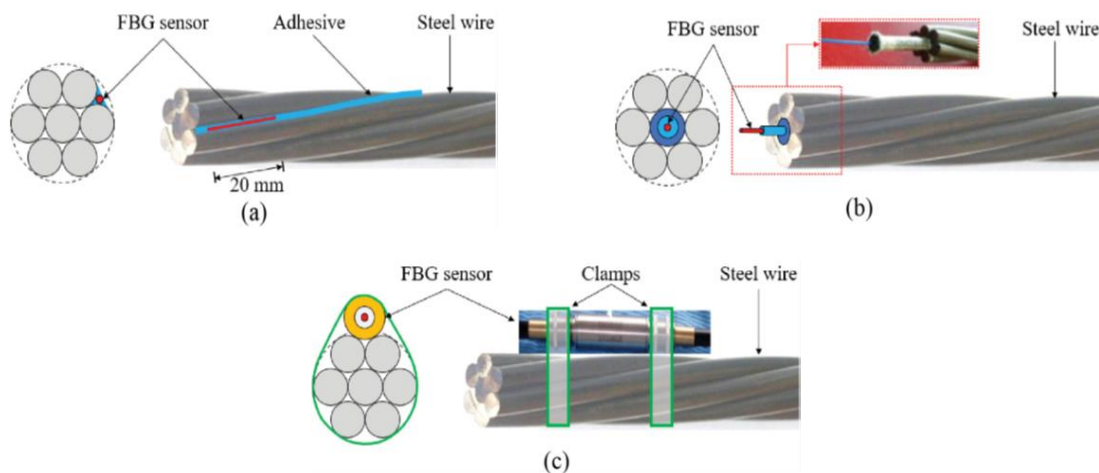 FBG sensor
Adhesive
Steel wire
20 mm
(a)
FBG sensor
Steel wire
(b)
FBG sensor
Clamps
Steel wire
(c)